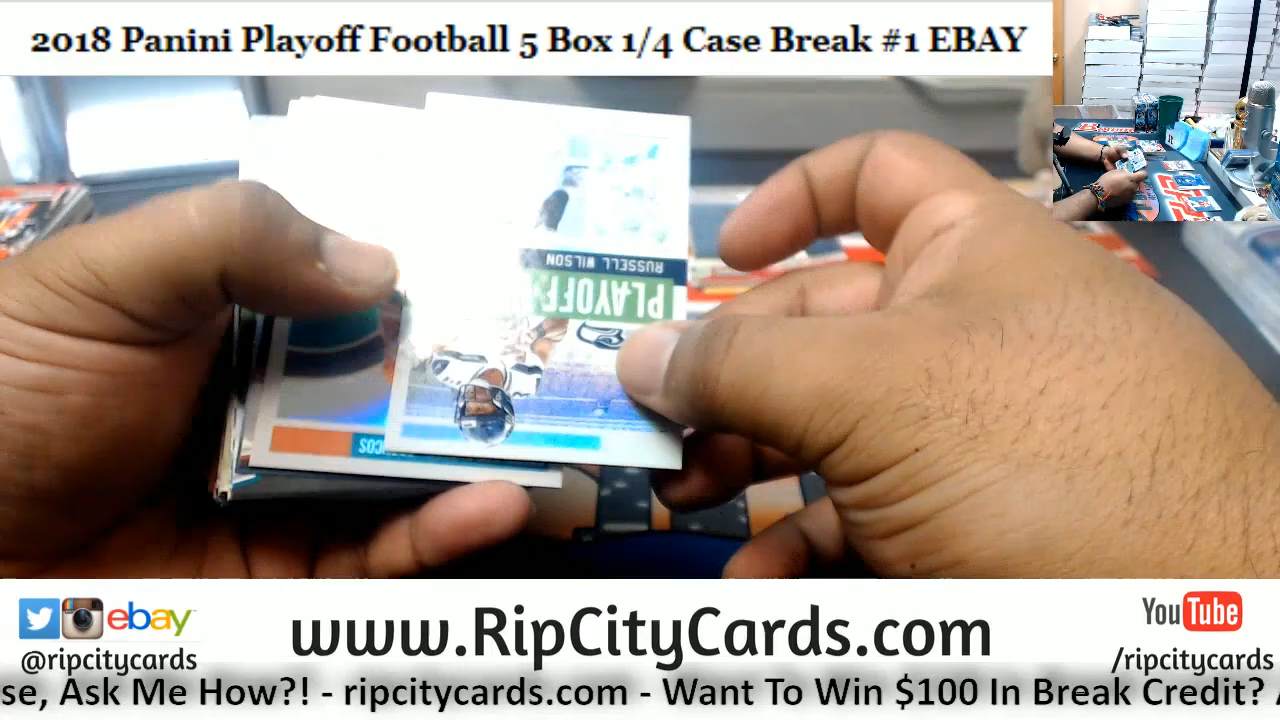 2018 Panini Playoff Football 5 Box 1/4 Case Break #1 EBAY
RUSSELL WILSON
PLAYOFF
ebay
@ripcitycards
www.RipCityCards.com
YouTube
/ripcitycards
se, Ask Me How?! - ripcitycards.com - Want To Win $100 In Break Credit?